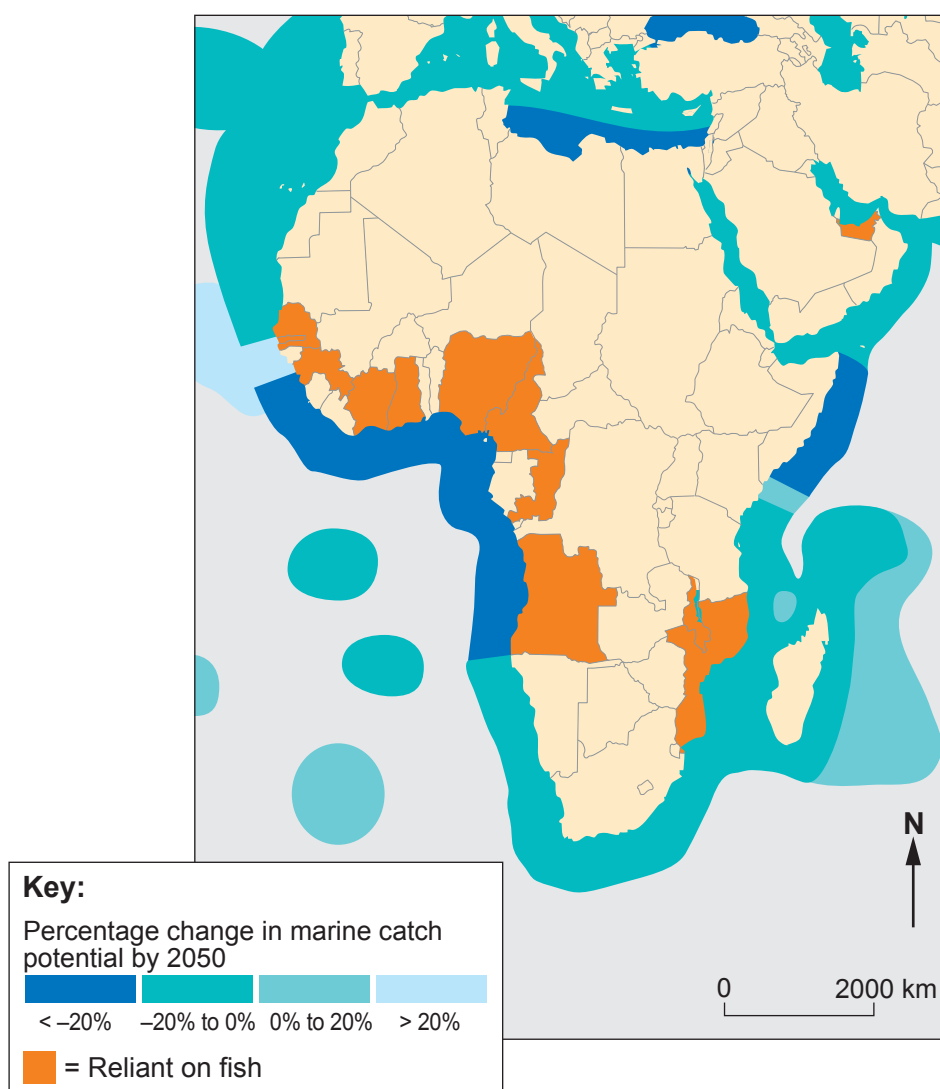 N
0 2000 km
Key:
Percentage change in marine catch
potential by 2050
< –20% –20% to 0% 0% to 20% > 20%
= Reliant on fish